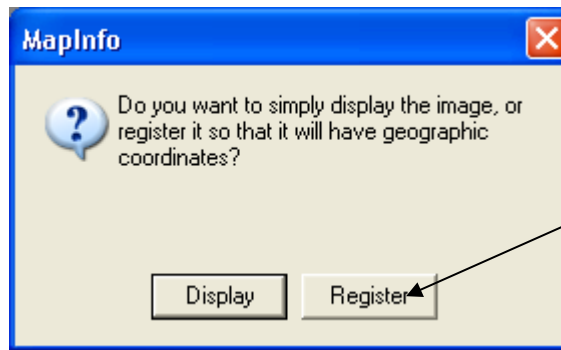 MapInfo
Do you want to simply display the image, or
register it so that it will have geographic
coordinates?
Display
Register